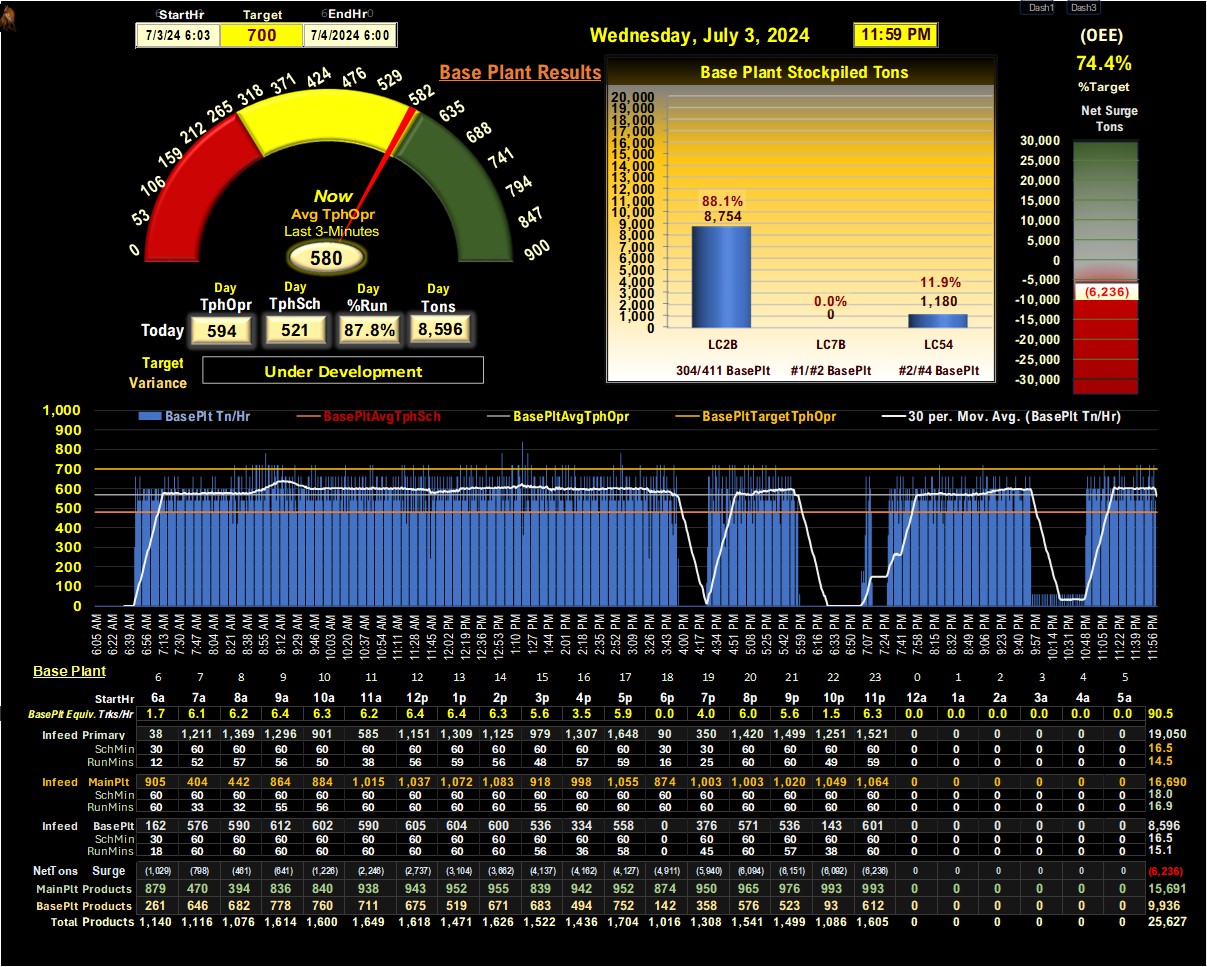 Dash1 Dash3
StartHr Target EndHr
7/3/24 6:03 700 7/4/2024 6:00
Wednesday, July 3, 2024 11:59 PM
(OEE)
74.4%
%Target
Net Surge
Tons
Base Plant Results
0 53 106 159 212 265 318 371 424 476 529 582 635 688 741 794 847 900
Now
Avg TphOpr
Last 3-Minutes
580
Day Day Day Day
TphOpr TphSch %Run Tons
Today 594 521 87.8% 8,596
Target
Variance
Under Development
Base Plant Stockpiled Tons
20,000
19,000
18,000
17,000
16,000
15,000
14,000
13,000
12,000
11,000
10,000
9,000
8,000
7,000
6,000
5,000
4,000
3,000
2,000
1,000
0
88.1%
8,754
0.0%
0
11.9%
1,180
LC2B LC7B LC54
304/411 BasePlt #1/#2 BasePlt #2/#4 BasePlt
30,000
25,000
20,000
15,000
10,000
5,000
0
-5,000
-10,000
-15,000
-20,000
-25,000
-30,000
(6,236)
BasePlt Tn/Hr BasePltAvgTphSch BasePltAvgTphOpr BasePltTargetTphOpr 30 per. Mov. Avg. (BasePlt Tn/Hr)
1,000
900
800
700
600
500
400
300
200
100
0
6:05 AM 6:22 AM 6:39 AM 6:56 AM 7:13 AM 7:30 AM 7:47 AM 8:04 AM 8:21 AM 8:38 AM 8:55 AM 9:12 AM 9:29 AM 9:46 AM 10:03 AM 10:20 AM 10:37 AM 10:54 AM 11:11 AM 11:28 AM 11:45 AM 12:02 PM 12:19 PM 12:36 PM 12:53 PM 1:10 PM 1:27 PM 1:44 PM 2:01 PM 2:18 PM 2:35 PM 2:52 PM 3:09 PM 3:26 PM 3:43 PM 4:00 PM 4:17 PM 4:34 PM 4:51 PM 5:08 PM 5:25 PM 5:42 PM 5:59 PM 6:16 PM 6:33 PM 6:50 PM 7:07 PM 7:24 PM 7:41 PM 7:58 PM 8:15 PM 8:32 PM 8:49 PM 9:06 PM 9:23 PM 9:40 PM 9:57 PM 10:14 PM 10:31 PM 10:48 PM 11:05 PM 11:22 PM 11:39 PM 11:56 PM
Base Plant
6 7 8 9 10 11 12 13 14 15 16 17 18 19 20 21 22 23 0 1 2 3 4 5
StartHr 6a 7a 8a 9a 10a 11a 12p 1p 2p 3p 4p 5p 6p 7p 8p 9p 10p 11p 12a 1a 2a 3a 4a 5a
BasePlt Equiv. Trks/Hr 1.7 6.1 6.2 6.4 6.3 6.2 6.4 6.4 6.3 5.6 3.5 5.9 0.0 4.0 6.0 5.6 1.5 6.3 0.0 0.0 0.0 0.0 0.0 0.0 90.5
Infeed Primary 38 1,211 1,369 1,296 901 585 1,151 1,309 1,125 979 1,307 1,648 90 350 1,420 1,499 1,251 1,521 0 0 0 0 0 0 19,050
SchMin 30 60 60 60 60 60 60 60 60 60 60 60 30 30 60 60 60 60 0 0 0 0 0 0 16.5
RunMins 12 52 57 56 50 38 56 59 56 48 57 59 16 25 60 60 49 59 0 0 0 0 0 0 14.5
Infeed MainPlt 905 404 442 864 884 1,015 1,037 1,072 1,083 918 998 1,055 874 1,003 1,003 1,020 1,049 1,064 0 0 0 0 0 0 16,690
SchMin 60 60 60 60 60 60 60 60 60 60 60 60 60 60 60 60 60 60 0 0 0 0 0 0 18.0
RunMins 60 33 32 55 56 60 60 60 60 55 60 60 60 60 60 60 60 60 0 0 0 0 0 0 16.9
Infeed BasePlt 162 576 590 612 602 590 605 604 600 536 334 558 0 376 571 536 143 601 0 0 0 0 0 0 8,596
SchMin 30 60 60 60 60 60 60 60 60 60 60 60 0 60 60 60 60 60 0 0 0 0 0 0 16.5
RunMins 18 60 60 60 60 60 60 60 60 56 36 58 0 45 60 57 38 60 0 0 0 0 0 0 15.1
NetTons Surge (1,029) (798) (461) (641) (1,226) (2,246) (2,737) (3,104) (3,662) (4,137) (4,162) (4,127) (4,911) (5,940) (6,094) (6,151) (6,092) (6,236) 0 0 0 0 0 0 (6,236)
MainPlt Products 879 470 394 836 840 938 943 952 955 839 942 952 874 950 965 976 993 993 0 0 0 0 0 0 15,691
BasePlt Products 261 646 682 778 760 711 675 519 671 683 494 752 142 358 576 523 93 612 0 0 0 0 0 0 9,936
Total Products 1,140 1,116 1,076 1,614 1,600 1,649 1,618 1,471 1,626 1,522 1,436 1,704 1,016 1,308 1,541 1,499 1,086 1,605 0 0 0 0 0 0 25,627